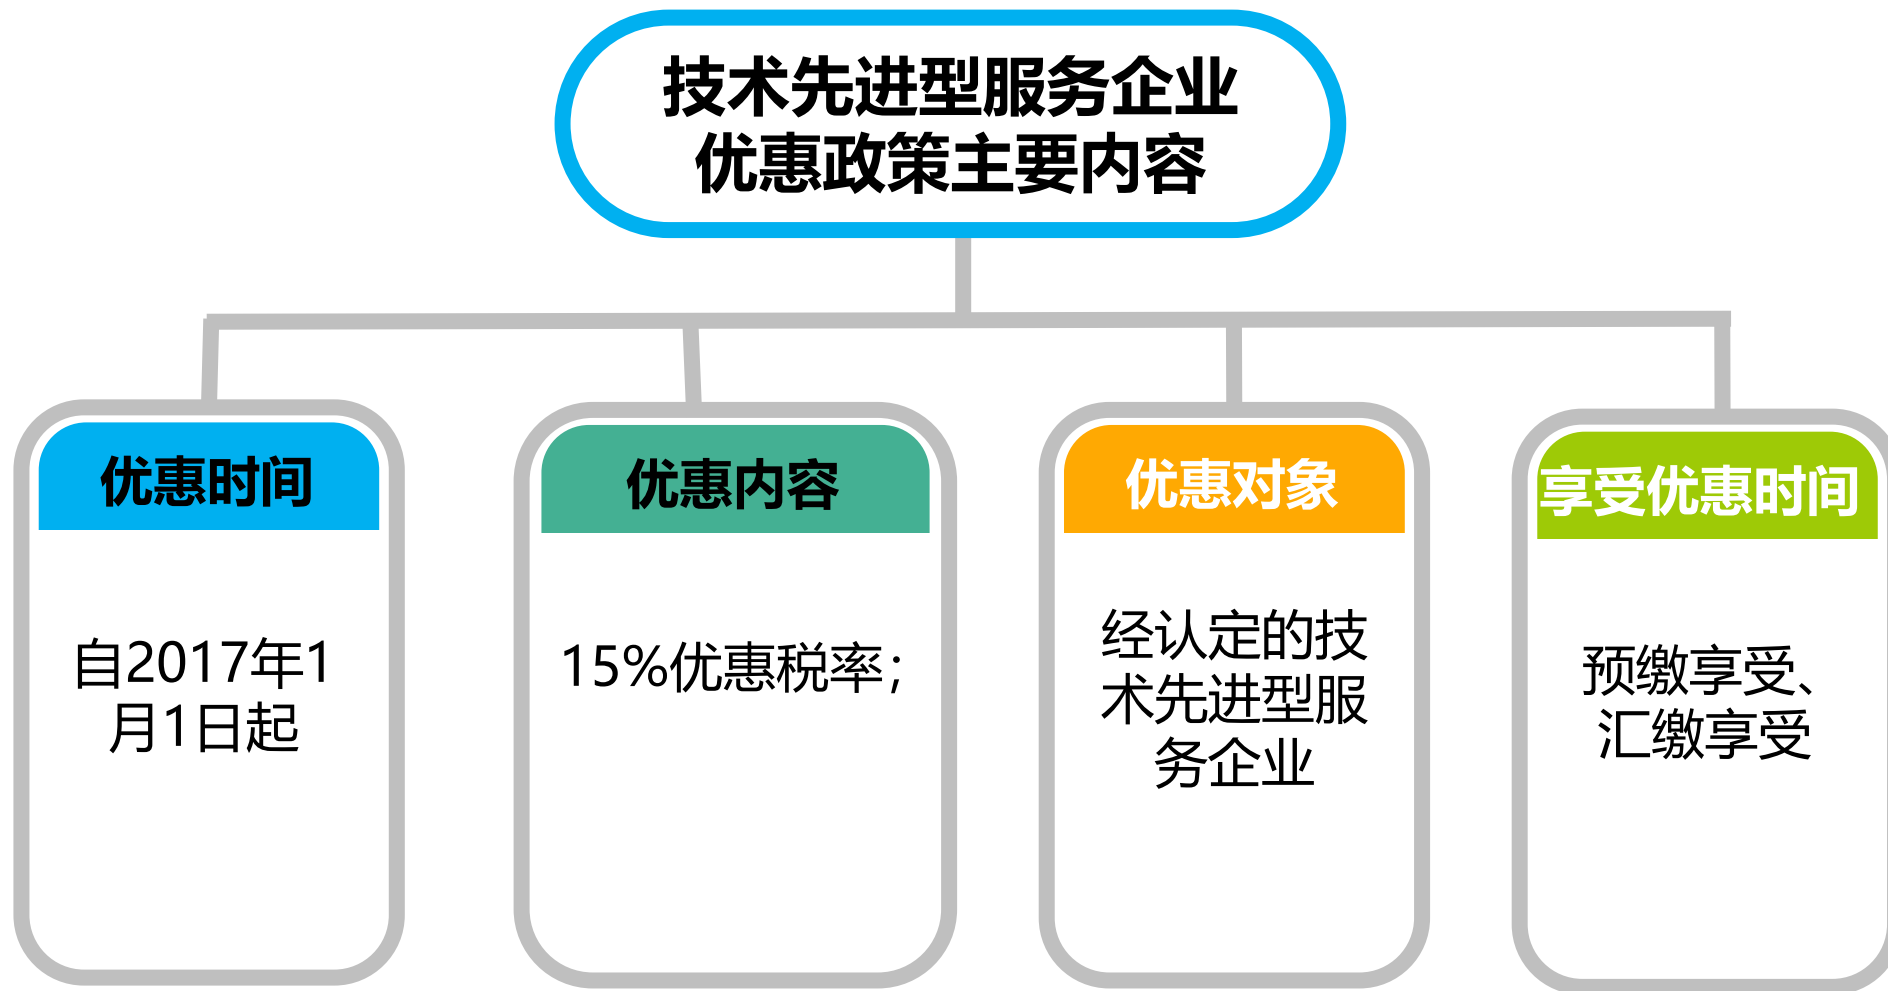 技术先进型服务企业
优惠政策主要内容
优惠时间
自2017年1
月1日起
优惠内容
15%优惠税率；
优惠对象
经认定的技
术先进型服
务企业
享受优惠时间
预缴享受、
汇缴享受